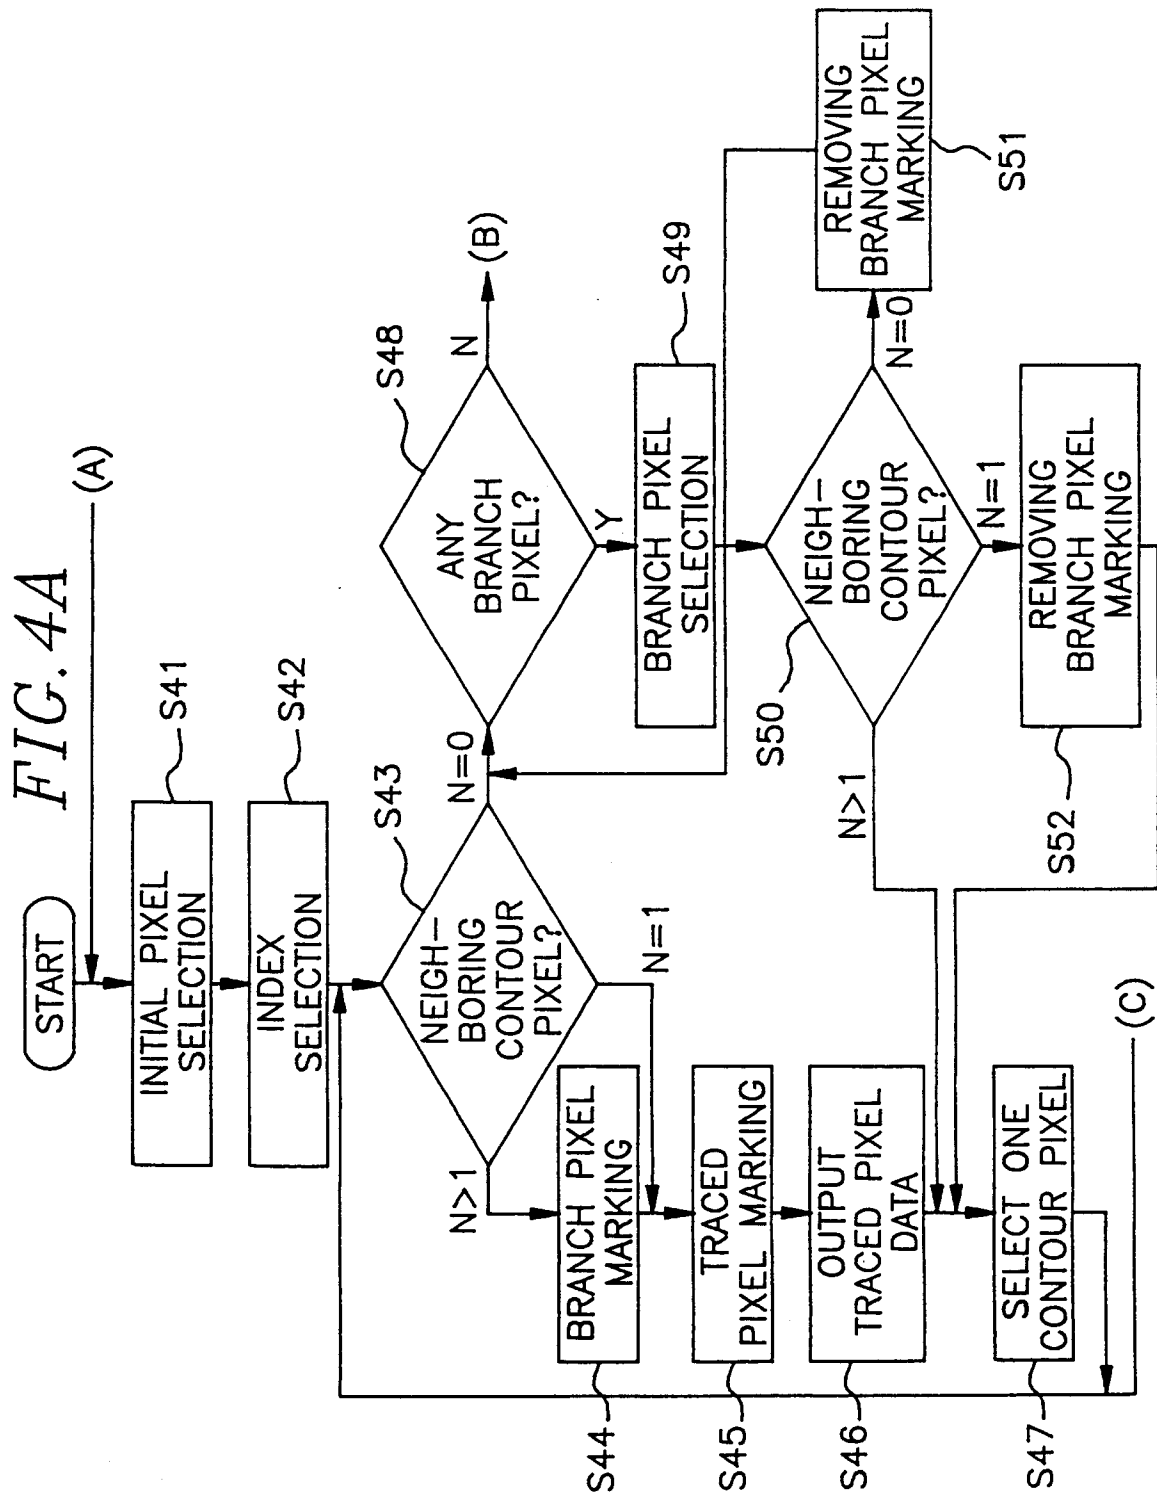 FIG. 4A
START
(A)
INITIAL PIXEL
SELECTION
S41
INDEX
SELECTION
S42
NEIGH-
BORING
CONTOUR
PIXEL?
S43
N>1
N=1
N=0
BRANCH PIXEL
MARKING
S44
TRACED
PIXEL MARKING
S45
OUTPUT
TRACED PIXEL
DATA
S46
SELECT ONE
CONTOUR PIXEL
S47
(C)
ANY
BRANCH
PIXEL?
S48
N
(B)
Y
BRANCH PIXEL
SELECTION
S49
NEIGH-
BORING
CONTOUR
PIXEL?
S50
N>1
N=1
N=0
REMOVING
BRANCH PIXEL
MARKING
S51
REMOVING
BRANCH PIXEL
MARKING
S52